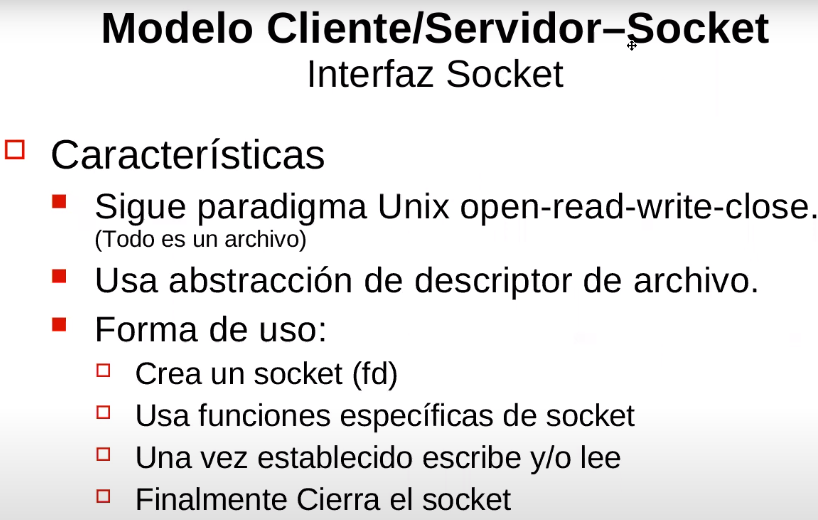 Modelo Cliente/Servidor–Socket
Interfaz Socket
Características
Sigue paradigma Unix open-read-write-close.
(Todo es un archivo)
Usa abstracción de descriptor de archivo.
Forma de uso:
Crea un socket (fd)
Usa funciones específicas de socket
Una vez establecido escribe y/o lee
Finalmente Cierra el socket